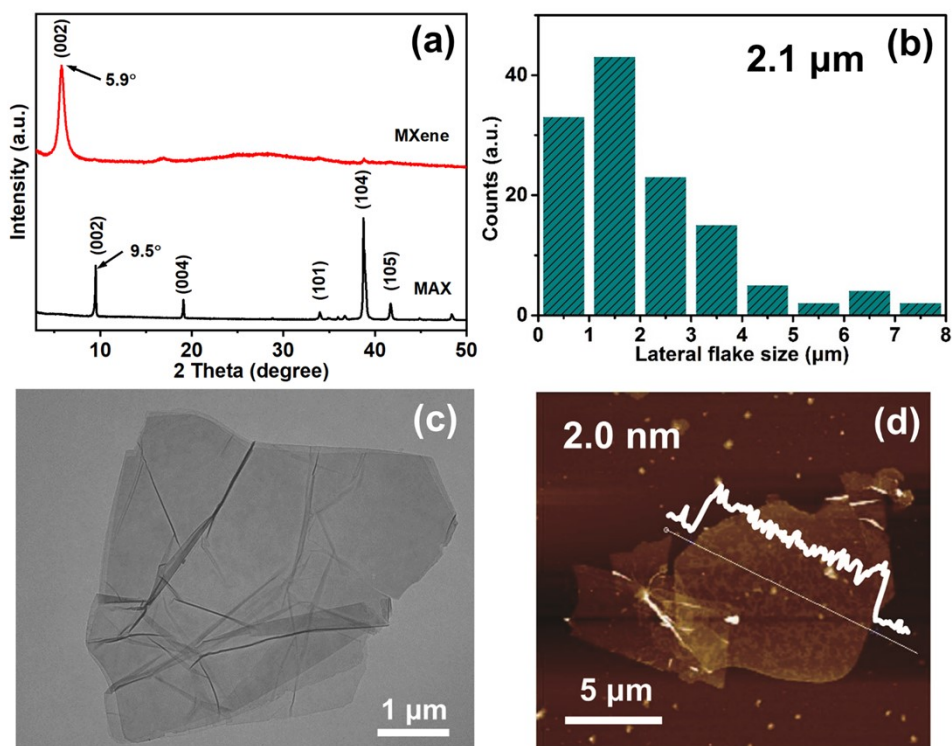 (a)
(002)
5.9°
MXene
(002)
9.5°
(004)
(101)
(104)
(105)
MAX
Intensity (a.u.)
10 20 30 40 50
2 Theta (degree)
(b)
2.1 μm
40
20
0
Counts (a.u.)
0 1 2 3 4 5 6 7 8
Lateral flake size (μm)
(c)
1 μm
(d)
2.0 nm
5 μm